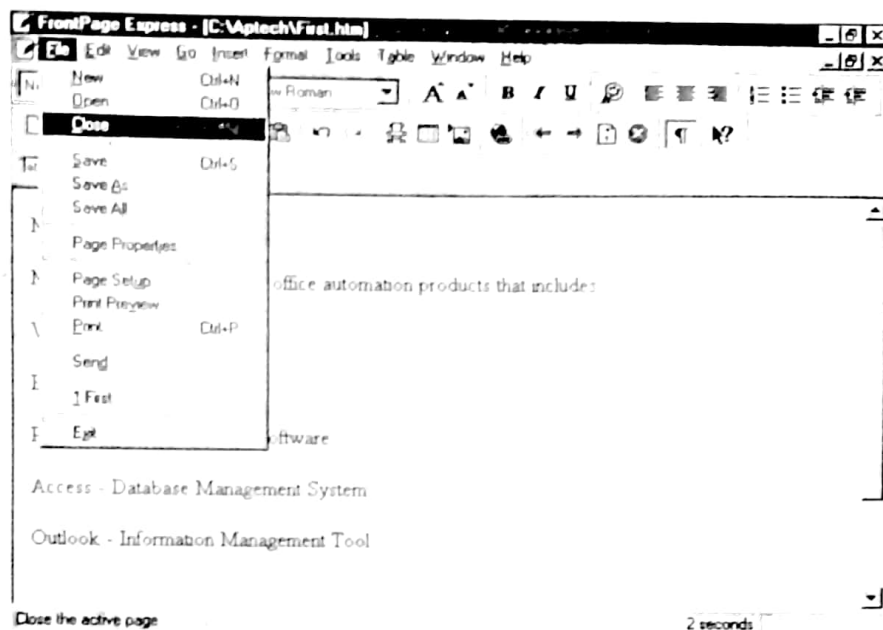 FrontPage Express - [C:\Aptech\First.htm]
File Edit View Go Insert Format Tools Table Window Help
New Ctrl+N
w Roman
A A B I U
Open Ctrl+O
Close
Save Ctrl+S
Save As
Save All
Page Properties
Page Setup
office automation products that includes
Print Preview
Print Ctrl+P
Send
1 First
Exit
oftware
Access - Database Management System
Outlook - Information Management Tool
Close the active page
2 seconds